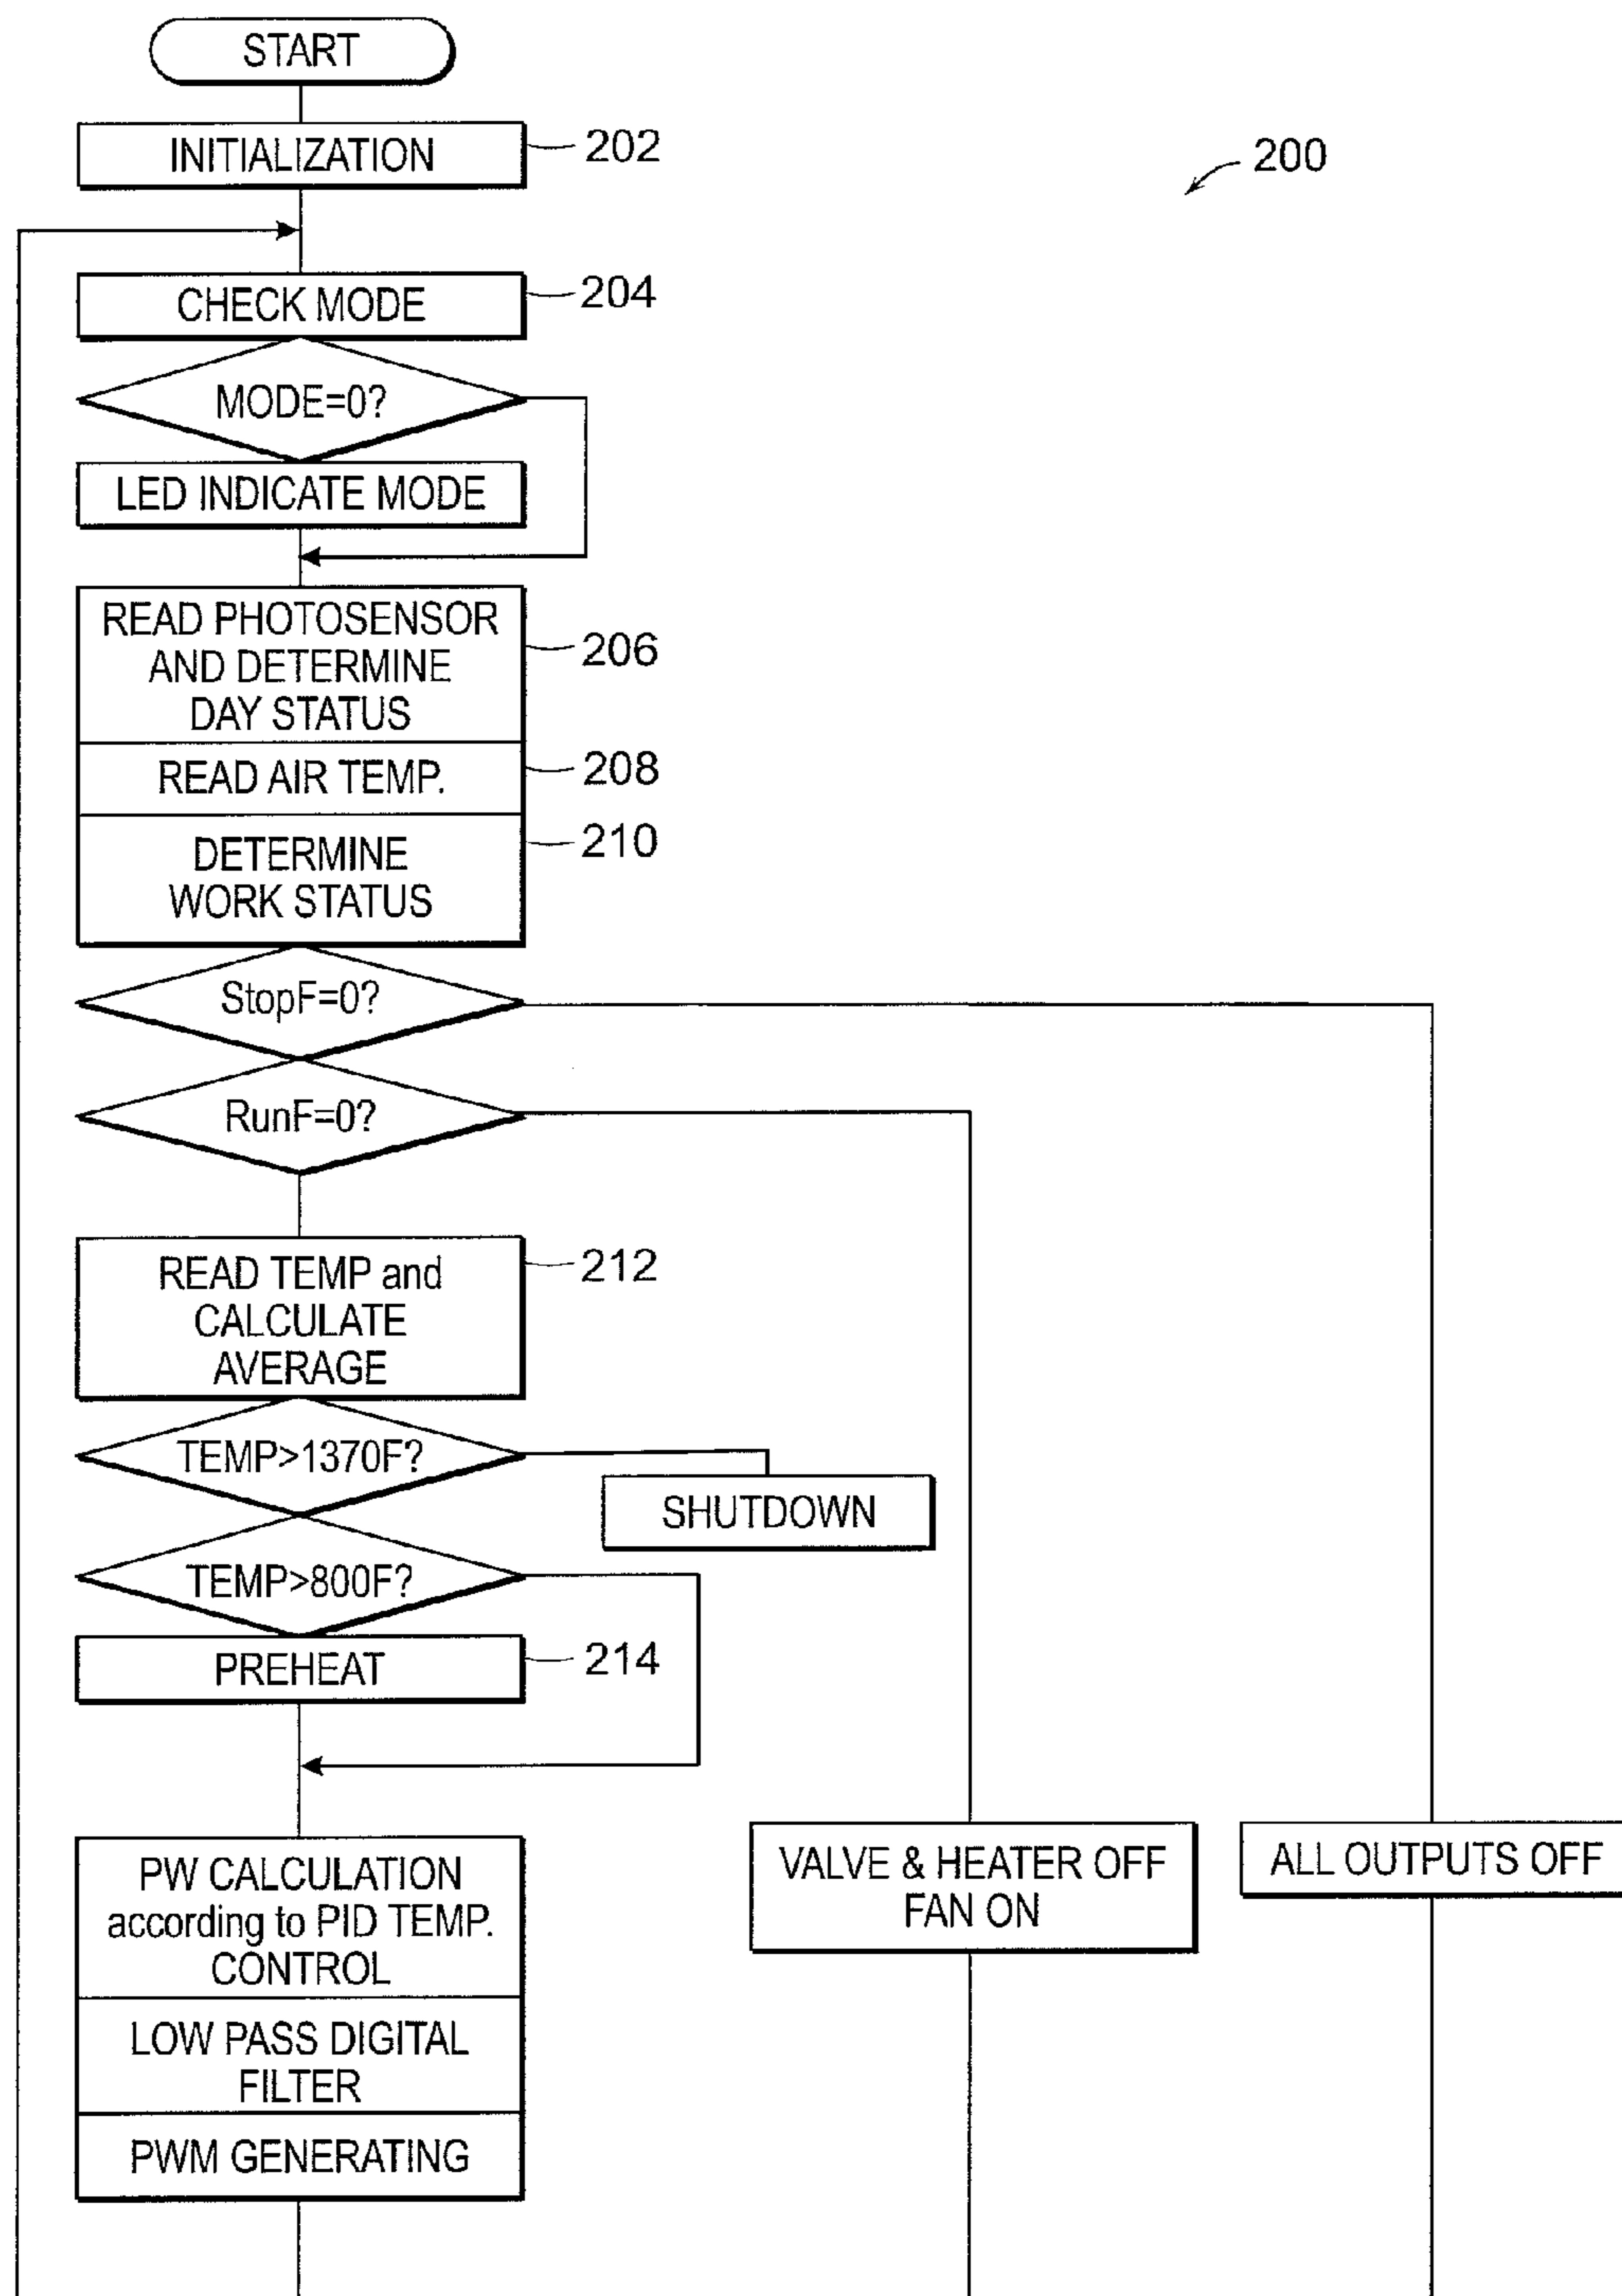 START
INITIALIZATION
202
200
CHECK MODE
204
MODE=0?
LED INDICATE MODE
READ PHOTOSENSOR
AND DETERMINE
DAY STATUS
206
READ AIR TEMP.
208
DETERMINE
WORK STATUS
210
StopF=0?
RunF=0?
READ TEMP and
CALCULATE
AVERAGE
212
TEMP>1370F?
SHUTDOWN
TEMP>800F?
PREHEAT
214
PW CALCULATION
according to PID TEMP.
CONTROL
VALVE & HEATER OFF
FAN ON
ALL OUTPUTS OFF
LOW PASS DIGITAL
FILTER
PWM GENERATING